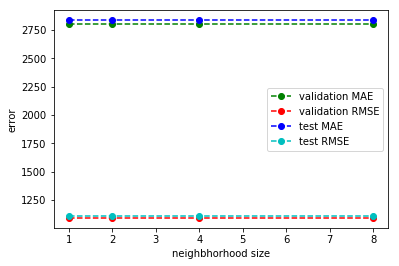 2750
2500
2250
2000
1750
1500
1250
error
validation MAE
validation RMSE
test MAE
test RMSE
1 2 3 4 5 6 7 8
neighbhorhood size